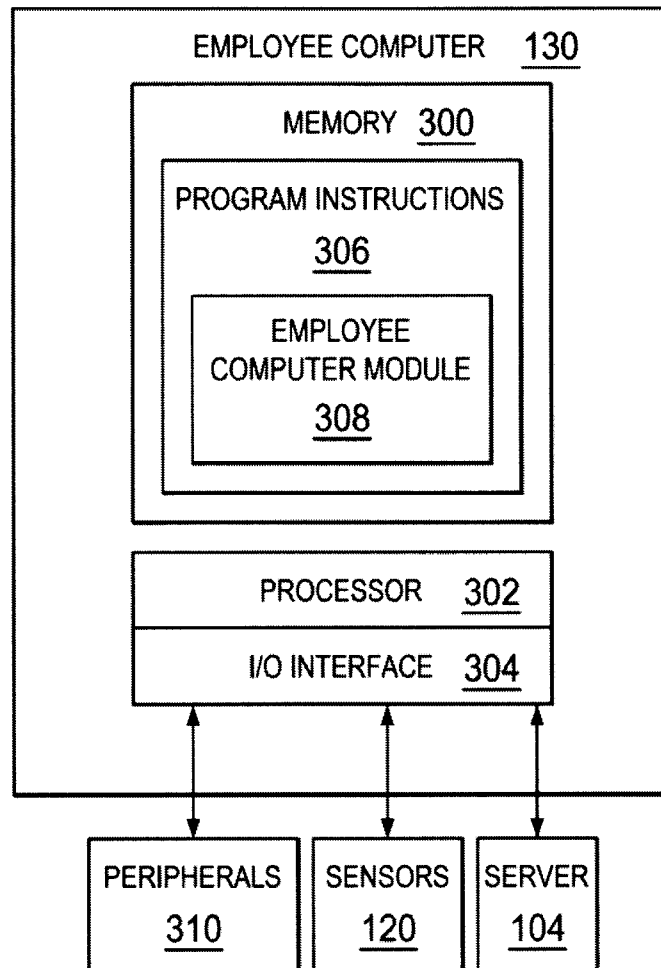 EMPLOYEE COMPUTER 130
MEMORY 300
PROGRAM INSTRUCTIONS
306
EMPLOYEE
COMPUTER MODULE
308
PROCESSOR 302
I/O INTERFACE 304
PERIPHERALS
310
SENSORS
120
SERVER
104